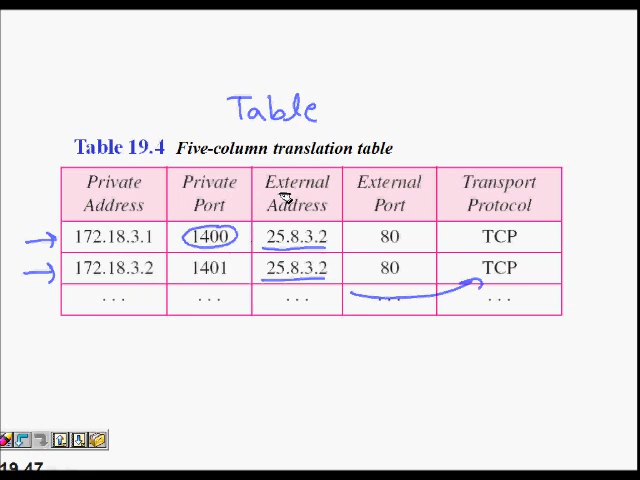 Table
Table 19.4 Five-column translation table
Private Address Private Port External Address External Port Transport Protocol
172.18.3.1 1400 25.8.3.2 80 TCP
172.18.3.2 1401 25.8.3.2 80 TCP
... ... ... ... ...
19.47